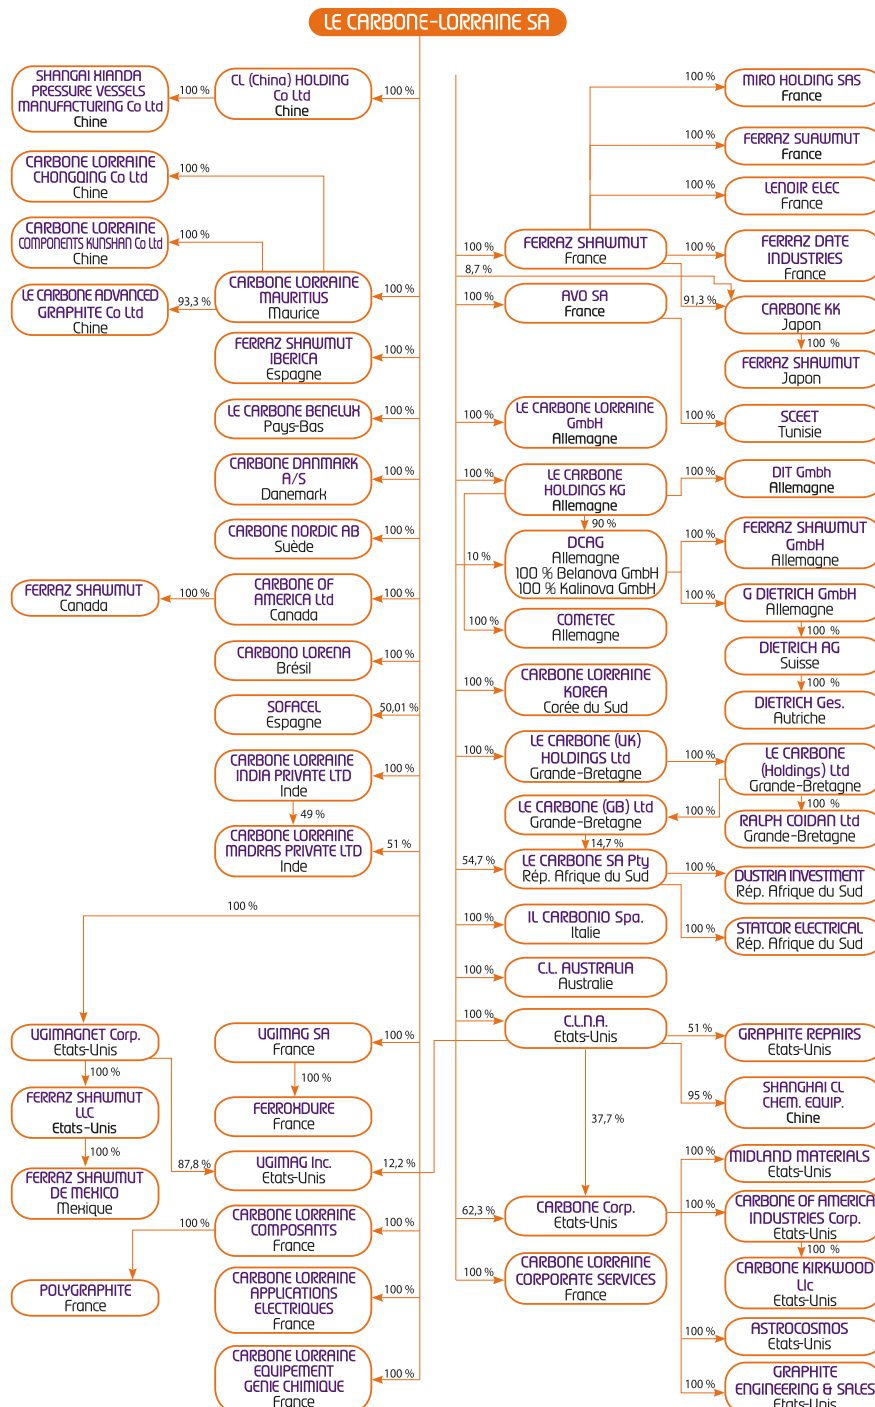 LE CARBONE-LORRAINE SA
SHANGAI XIANDA
PRESSURE VESSELS
MANUFACTURING Co Ltd
Chine
100 %
CL (China) HOLDING
Co Ltd
Chine
100 %
CARBONE LORRAINE
CHONGQING Co Ltd
Chine
100 %
CARBONE LORRAINE
COMPONENTS KUNSHAN Co Ltd
Chine
100 %
LE CARBONE ADVANCED
GRAPHITE Co Ltd
Chine
93,3 %
CARBONE LORRAINE
MAURITIUS
Maurice
100 %
FERRAZ SHAWMUT
IBERICA
Espagne
100 %
LE CARBONE BENELUX
Pays-Bas
100 %
CARBONE DANMARK
A/S
Danemark
100 %
CARBONE NORDIC AB
Suède
100 %
FERRAZ SHAWMUT
Canada
100 %
CARBONE OF
AMERICA Ltd
Canada
100 %
CARBONO LORENA
Brésil
100 %
SOFACEL
Espagne
50,01 %
CARBONE LORRAINE
INDIA PRIVATE LTD
Inde
100 %
49 %
CARBONE LORRAINE
MADRAS PRIVATE LTD
Inde
51 %
100 %
UGIMAGNET Corp.
Etats-Unis
100 %
FERRAZ SHAWMUT
LLC
Etats-Unis
100 %
FERRAZ SHAWMUT
DE MEXICO
Mexique
UGIMAG SA
France
100 %
100 %
FERROXDURE
France
87,8 %
UGIMAG Inc.
Etats-Unis
12,2 %
100 %
CARBONE LORRAINE
COMPOSANTS
France
100 %
POLYGRAPHITE
France
CARBONE LORRAINE
APPLICATIONS
ELECTRIQUES
France
100 %
CARBONE LORRAINE
EQUIPEMENT
GENIE CHIMIQUE
France
100 %
100 %
MIRO HOLDING SAS
France
100 %
FERRAZ SUAWMUT
France
100 %
LENOIR ELEC
France
100 %
FERRAZ SHAWMUT
France
100 %
FERRAZ DATE
INDUSTRIES
France
8,7 %
100 %
AVO SA
France
91,3 %
CARBONE KK
Japon
100 %
FERRAZ SHAWMUT
Japon
100 %
LE CARBONE LORRAINE
GmbH
Allemagne
100 %
SCEET
Tunisie
100 %
LE CARBONE
HOLDINGS KG
Allemagne
100 %
DIT Gmbh
Allemagne
90 %
10 %
DCAG
Allemagne
100 % Belanova GmbH
100 % Kalinova GmbH
100 %
FERRAZ SHAWMUT
GmbH
Allemagne
100 %
G DIETRICH GmbH
Allemagne
100 %
COMETEC
Allemagne
100 %
DIETRICH AG
Suisse
100 %
DIETRICH Ges.
Autriche
100 %
CARBONE LORRAINE
KOREA
Corée du Sud
100 %
LE CARBONE (UK)
HOLDINGS Ltd
Grande-Bretagne
100 %
LE CARBONE
(Holdings) Ltd
Grande-Bretagne
LE CARBONE (GB) Ltd
Grande-Bretagne
100 %
100 %
RALPH COIDAN Ltd
Grande-Bretagne
14,7 %
54,7 %
LE CARBONE SA Pty
Rép. Afrique du Sud
100 %
DUSTRIA INVESTMENT
Rép. Afrique du Sud
100 %
STATCOR ELECTRICAL
Rép. Afrique du Sud
100 %
IL CARBONIO Spa.
Italie
100 %
C.L. AUSTRALIA
Australie
100 %
C.L.N.A.
Etats-Unis
51 %
GRAPHITE REPAIRS
Etats-Unis
95 %
SHANGHAI CL
CHEM. EQUIP.
Chine
37,7 %
100 %
MIDLAND MATERIALS
Etats-Unis
62,3 %
CARBONE Corp.
Etats-Unis
100 %
CARBONE OF AMERICA
INDUSTRIES Corp.
Etats-Unis
100 %
CARBONE KIRKWOOD
Llc
Etats-Unis
100 %
CARBONE LORRAINE
CORPORATE SERVICES
France
100 %
ASTROCOSMOS
Etats-Unis
100 %
GRAPHITE
ENGINEERING & SALES
Etats-Unis